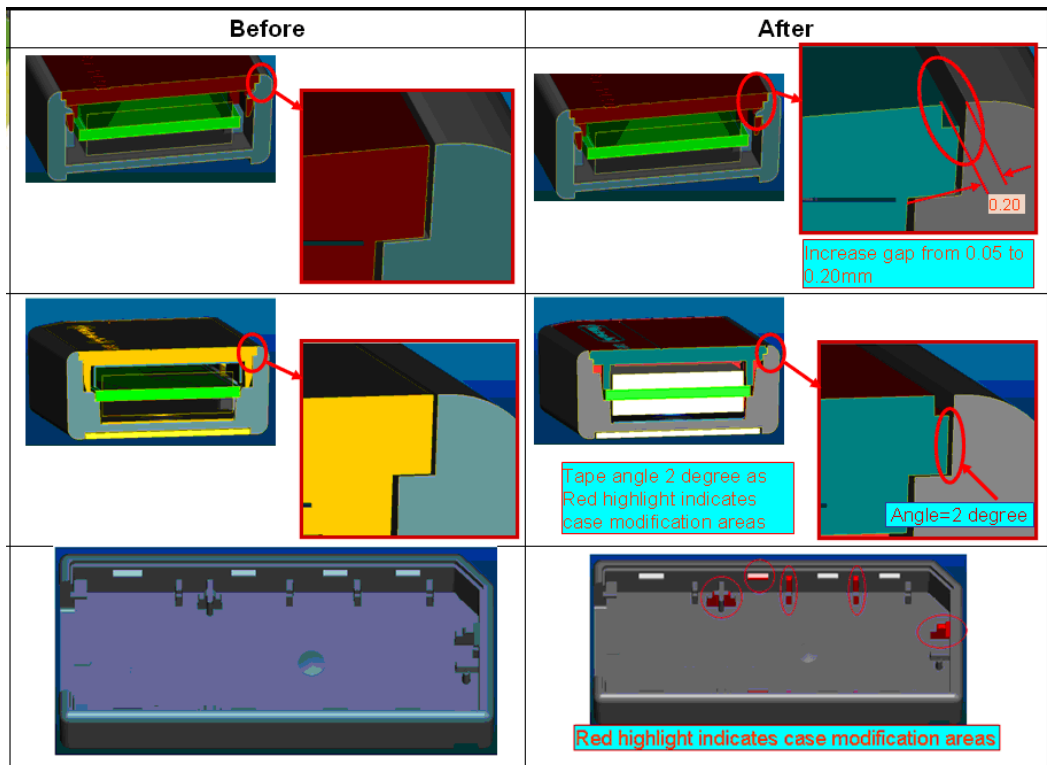 Before
After
0.20
Increase gap from 0.05 to
0.20mm
Tape angle 2 degree as
Red highlight indicates
case modification areas
Angle=2 degree
Red highlight indicates case modification areas